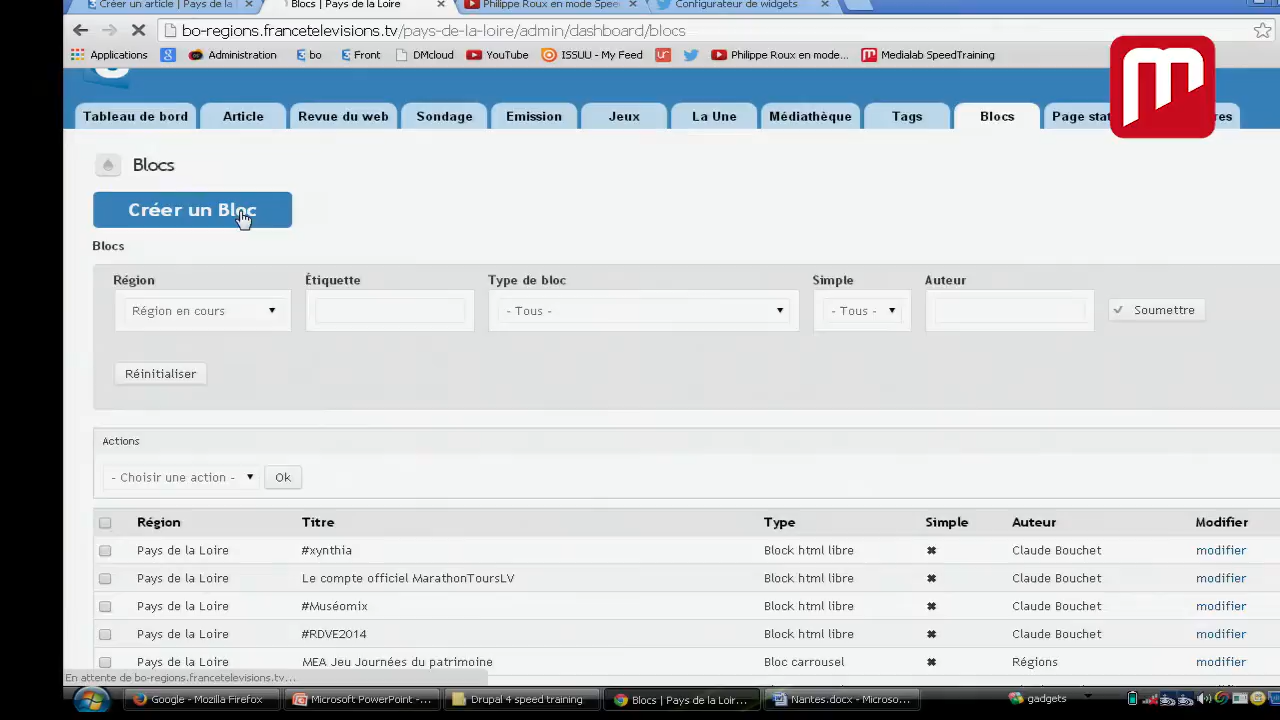 Créer un article | Pays de la l
Blocs | Pays de la Loire
Philippe Roux en mode Spee
Configurateur de widgets
bo-regions.francetelevisions.tv/pays-de-la-loire/admin/dashboard/blocs
Applications Administration bo Front DMcloud YouTube ISSUU - My Feed Philippe Roux en mode... Medialab SpeedTraining
Tableau de bord Article Revue du web Sondage Emission Jeux La Une Médiathèque Tags Blocs Page stat res
Blocs
Créer un Bloc
Blocs
Région Étiquette Type de bloc Simple Auteur
Région en cours - Tous - - Tous - Soumettre
Réinitialiser
Actions
- Choisir une action - Ok
Région Titre Type Simple Auteur Modifier
Pays de la Loire #xynthia Block html libre ✖ Claude Bouchet modifier
Pays de la Loire Le compte officiel MarathonToursLV Block html libre ✖ Claude Bouchet modifier
Pays de la Loire #Muséomix Block html libre ✖ Claude Bouchet modifier
Pays de la Loire #RDVE2014 Block html libre ✖ Claude Bouchet modifier
Pays de la Loire MEA Jeu Journées du patrimoine Bloc carrousel ✖ Régions modifier
En attente de bo-regions.francetelevisions.tv...
Google - Mozilla Firefox Microsoft PowerPoint - ... Drupal 4 speed training Blocs | Pays de la Loir... Nantes.docx - Microso... gadgets